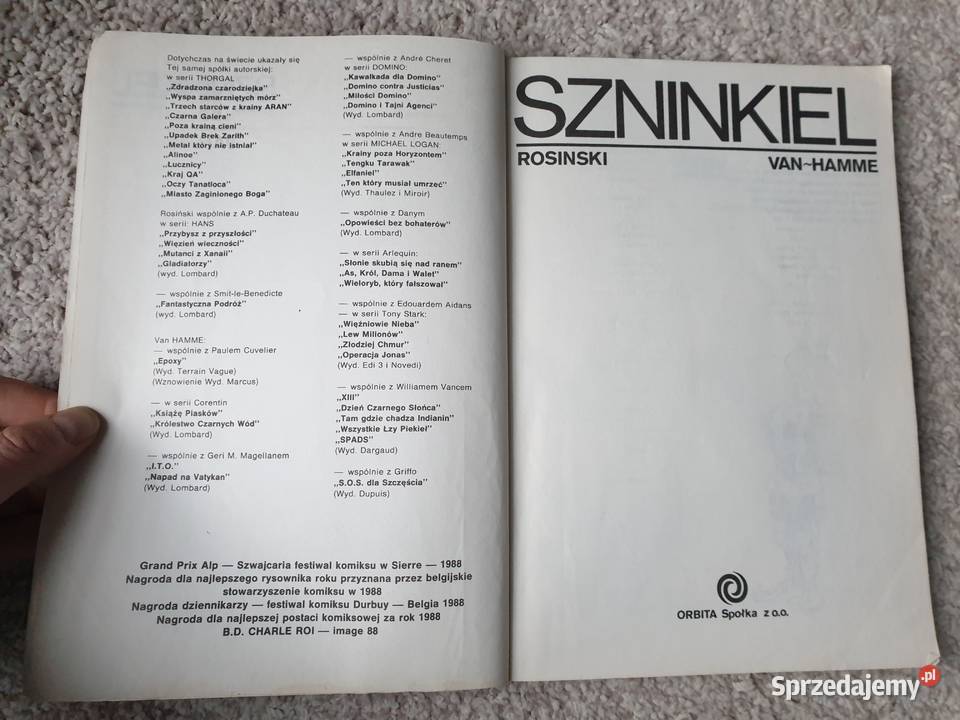 Dotychczas na świecie ukazały się
Tej samej spółki autorskiej:
w serii THORGAL
„Zdradzona czarodziejka"
„Wyspa zamarzniętych mórz"
„Trzech starców z krainy ARAN"
„Czarna Galera"
„Poza krainą cieni"
„Upadek Brek Zarith"
„Metal który nie istniał"
„Alinoe"
„Łucznicy"
„Kraj QA"
„Oczy Tanatloca"
„Miasto Zaginionego Boga"
Rosiński wspólnie z A.P. Duchateau
w serii: HANS
„Przybysz z przyszłości"
„Więzień wieczności"
„Mutanci z Xanaii"
„Gladiatorzy"
(wyd. Lombard)
— wspólnie z Smit-le-Benedicte
„Fantastyczna Podróż"
(wyd. Lombard)
Van HAMME:
— wspólnie z Paulem Cuvelier
„Epoxy"
(Wyd. Terrain Vague)
(Wznowienie Wyd. Marcus)
— w serii Corentin
„Książę Piasków"
„Królestwo Czarnych Wód"
(Wyd. Lombard)
— wspólnie z Geri M. Magellanem
„I.T.O."
„Napad na Vatykan"
(Wyd. Lombard)
— wspólnie z André Cheret
w serii DOMINO:
„Kawalkada dla Domino"
„Domino contra Justicias"
„Miłości Domino"
„Domino i Tajni Agenci"
(Wyd. Lombard)
— wspólnie z Andre Beautemps
w serii MICHAEL LOGAN:
„Krainy poza Horyzontem"
„Tengku Tarawak"
„Elfaniel"
„Ten który musiał umrzeć"
(Wyd. Thaulez i Miroir)
— wspólnie z Danym
„Opowieści bez bohaterów"
(Wyd. Lombard)
— w serii Arlequin:
„Słonie skubią się nad ranem"
„As, Król, Dama i Walet"
„Wieloryb, który fałszował"
— wspólnie z Edouardem Aidans
— w serii Tony Stark:
„Więźniowie Nieba"
„Lew Milionów"
„Złodziej Chmur"
„Operacja Jonas"
(Wyd. Edi 3 i Novedi)
— wspólnie z Williamem Vancem
„XIII"
„Dzień Czarnego Słońca"
„Tam gdzie chadza Indianin"
„Wszystkie Łzy Piekieł"
„SPADS"
(Wyd. Dargaud)
— wspólnie z Griffo
„S.O.S. dla Szczęścia"
(Wyd. Dupuis)
Grand Prix Alp — Szwajcaria festiwal komiksu w Sierre — 1988
Nagroda dla najlepszego rysownika roku przyznana przez belgijskie
stowarzyszenie komiksu w 1988
Nagroda dziennikarzy — festiwal komiksu Durbuy — Belgia 1988
Nagroda dla najlepszej postaci komiksowej za rok 1988
B.D. CHARLE ROI — image 88
SZNINKIEL
ROSINSKI VAN~HAMME
ORBITA Spółka z o.o.
Sprzedajemy.pl